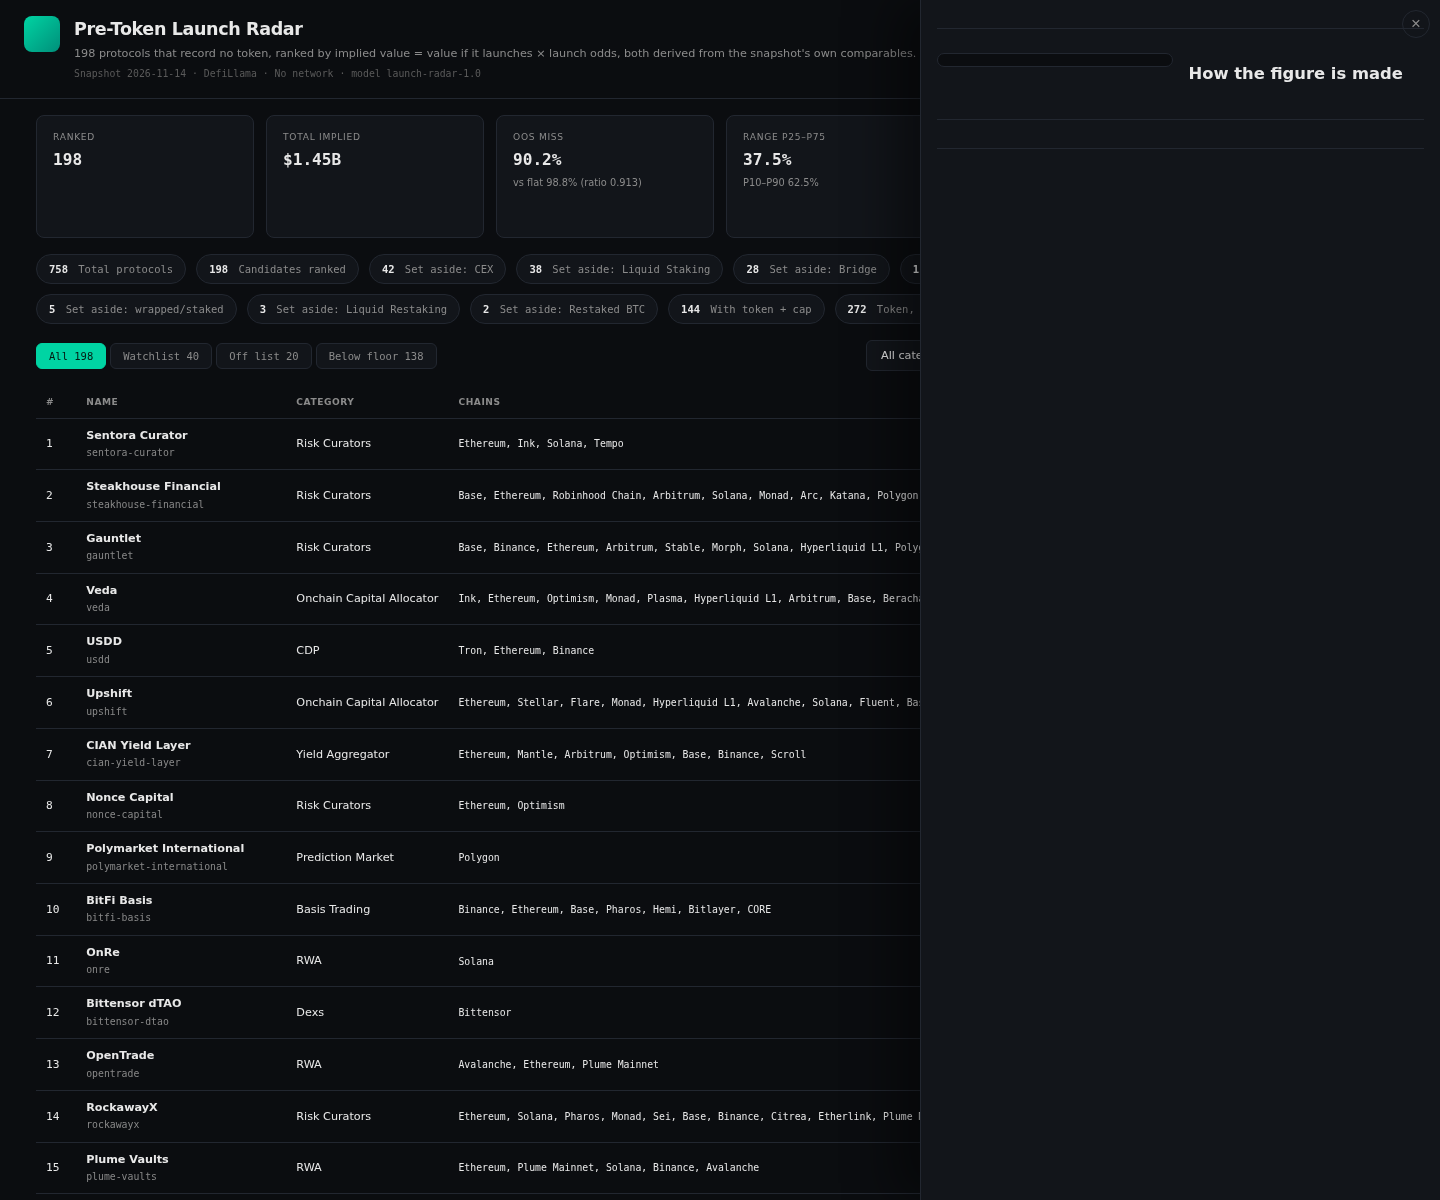 Pre-Token Launch Radar
198 protocols that record no token, ranked by implied value = value if it launches × launch odds, both derived from the snapshot's own comparables.
Snapshot 2026-11-14 · DefiLlama · No network · model launch-radar-1.0
×
How the figure is made
RANKED
198
TOTAL IMPLIED
$1.45B
OOS MISS
90.2%
vs flat 98.8% (ratio 0.913)
RANGE P25–P75
37.5%
P10–P90 62.5%
758 Total protocols
198 Candidates ranked
42 Set aside: CEX
38 Set aside: Liquid Staking
28 Set aside: Bridge
5 Set aside: wrapped/staked
3 Set aside: Liquid Restaking
2 Set aside: Restaked BTC
144 With token + cap
272 Token,
All 198
Watchlist 40
Off list 20
Below floor 138
All cate
# NAME CATEGORY CHAINS
1 Sentora Curator Risk Curators Ethereum, Ink, Solana, Tempo
sentora-curator
2 Steakhouse Financial Risk Curators Base, Ethereum, Robinhood Chain, Arbitrum, Solana, Monad, Arc, Katana, Polygon
steakhouse-financial
3 Gauntlet Risk Curators Base, Binance, Ethereum, Arbitrum, Stable, Morph, Solana, Hyperliquid L1, Poly
gauntlet
4 Veda Onchain Capital Allocator Ink, Ethereum, Optimism, Monad, Plasma, Hyperliquid L1, Arbitrum, Base, Berach
veda
5 USDD CDP Tron, Ethereum, Binance
usdd
6 Upshift Onchain Capital Allocator Ethereum, Stellar, Flare, Monad, Hyperliquid L1, Avalanche, Solana, Fluent, Ba
upshift
7 CIAN Yield Layer Yield Aggregator Ethereum, Mantle, Arbitrum, Optimism, Base, Binance, Scroll
cian-yield-layer
8 Nonce Capital Risk Curators Ethereum, Optimism
nonce-capital
9 Polymarket International Prediction Market Polygon
polymarket-international
10 BitFi Basis Basis Trading Binance, Ethereum, Base, Pharos, Hemi, Bitlayer, CORE
bitfi-basis
11 OnRe RWA Solana
onre
12 Bittensor dTAO Dexs Bittensor
bittensor-dtao
13 OpenTrade RWA Avalanche, Ethereum, Plume Mainnet
opentrade
14 RockawayX Risk Curators Ethereum, Solana, Pharos, Monad, Sei, Base, Binance, Citrea, Etherlink, Plume
rockawayx
15 Plume Vaults RWA Ethereum, Plume Mainnet, Solana, Binance, Avalanche
plume-vaults